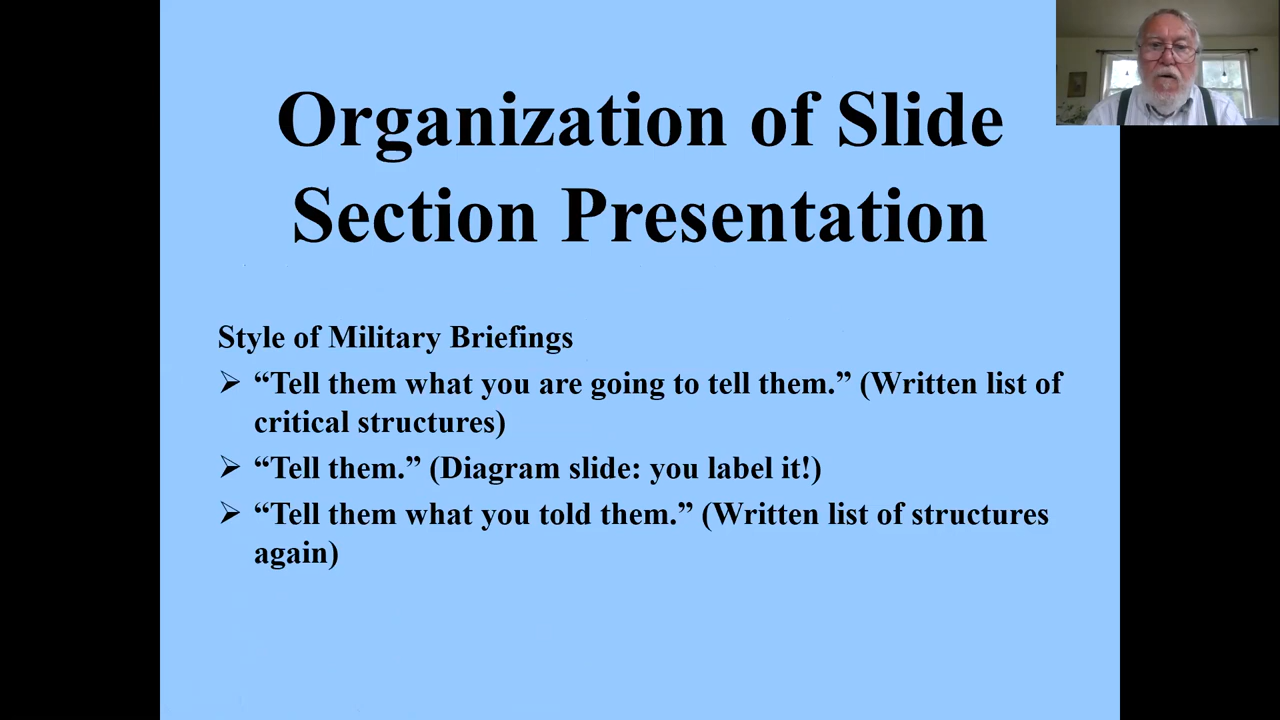 Organization of Slide
Section Presentation
Style of Military Briefings
➢ “Tell them what you are going to tell them.” (Written list of
critical structures)
➢ “Tell them.” (Diagram slide: you label it!)
➢ “Tell them what you told them.” (Written list of structures
again)